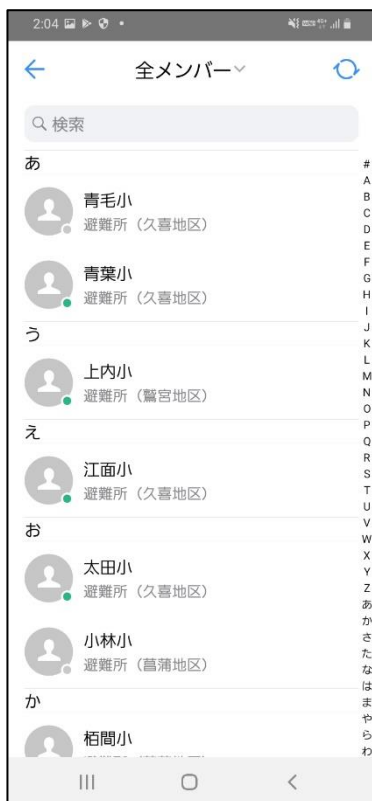 2:04
全メンバー
検索
あ
青毛小
避難所（久喜地区）
青葉小
避難所（久喜地区）
う
上内小
避難所（鷲宮地区）
え
江面小
避難所（久喜地区）
お
太田小
避難所（久喜地区）
小林小
避難所（菖蒲地区）
か
栢間小
#
A
B
C
D
E
F
G
H
I
J
K
L
M
N
O
P
Q
R
S
T
U
V
W
X
Y
Z
あ
か
さ
た
な
は
ま
や
ら
わ